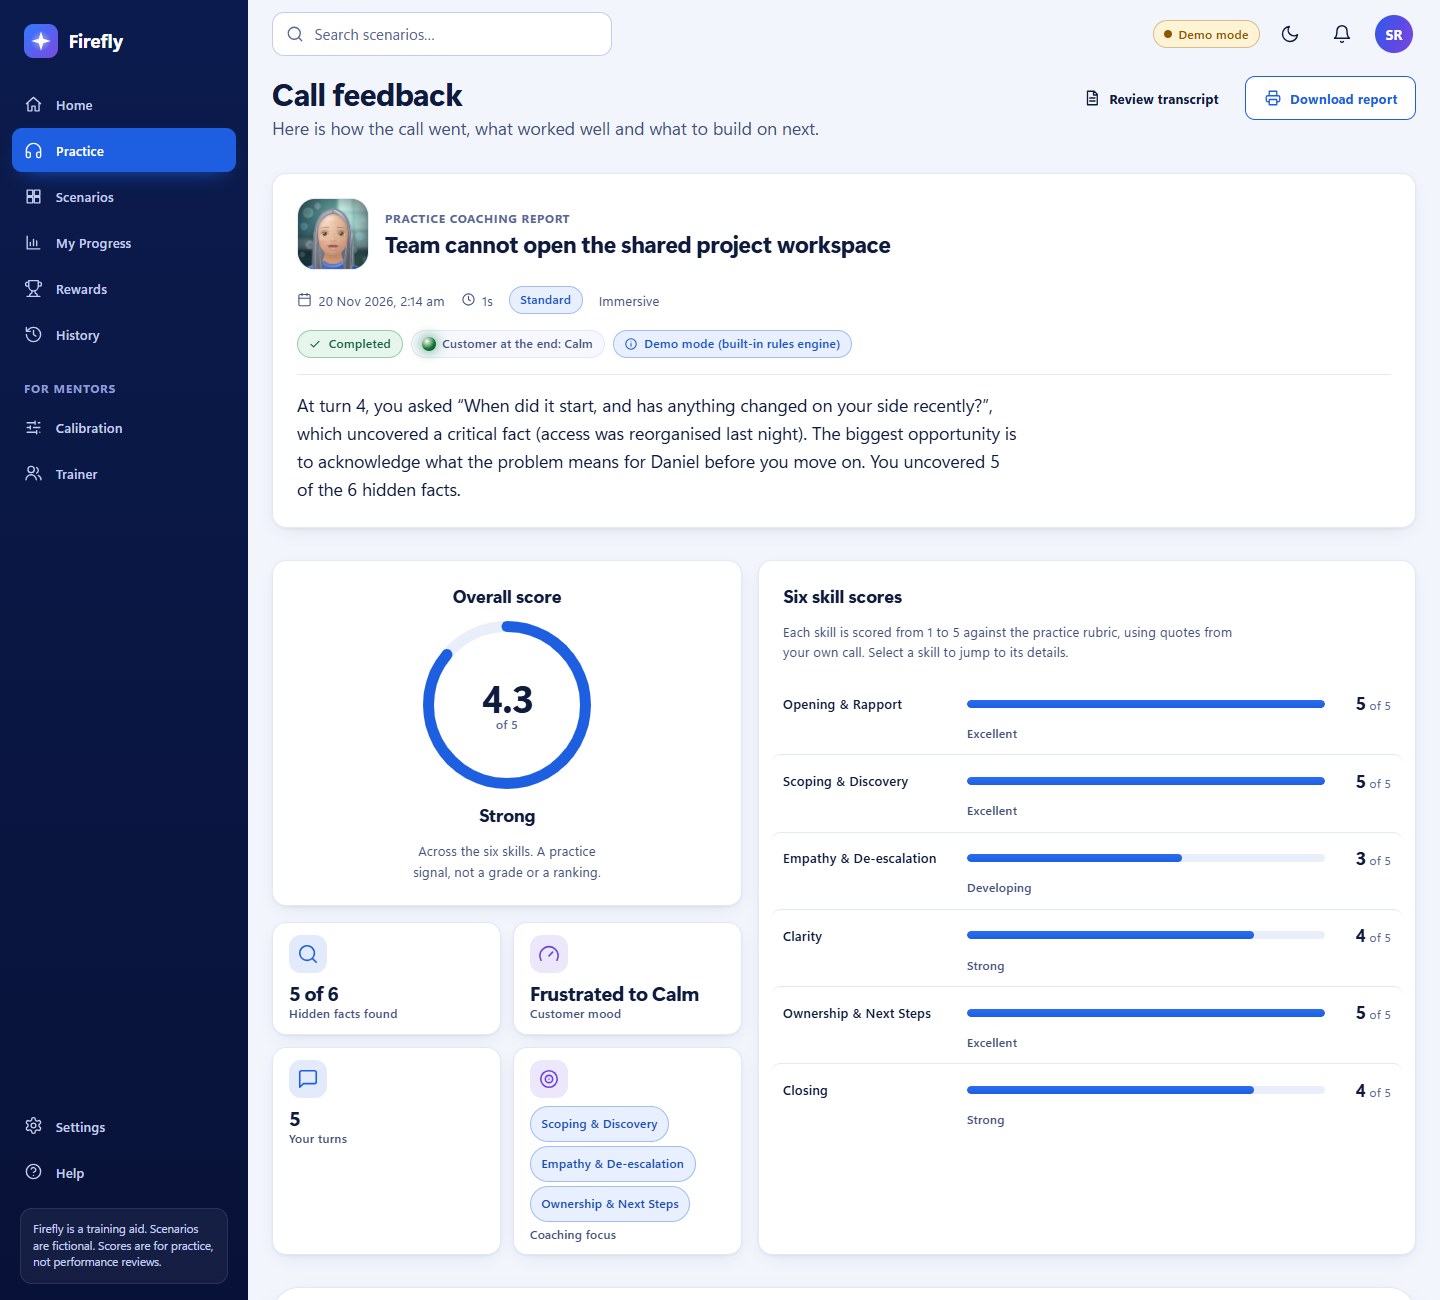 Firefly
Home
Practice
Scenarios
My Progress
Rewards
History
FOR MENTORS
Calibration
Trainer
Settings
Help
Firefly is a training aid. Scenarios
are fictional. Scores are for practice,
not performance reviews.
Search scenarios...
Demo mode
SR
Call feedback
Here is how the call went, what worked well and what to build on next.
Review transcript
Download report
PRACTICE COACHING REPORT
Team cannot open the shared project workspace
20 Nov 2026, 2:14 am
1s
Standard
Immersive
Completed
Customer at the end: Calm
Demo mode (built-in rules engine)
At turn 4, you asked “When did it start, and has anything changed on your side recently?”,
which uncovered a critical fact (access was reorganised last night). The biggest opportunity is
to acknowledge what the problem means for Daniel before you move on. You uncovered 5
of the 6 hidden facts.
Overall score
4.3
of 5
Strong
Across the six skills. A practice
signal, not a grade or a ranking.
5 of 6
Hidden facts found
Frustrated to Calm
Customer mood
5
Your turns
Scoping & Discovery
Empathy & De-escalation
Ownership & Next Steps
Coaching focus
Six skill scores
Each skill is scored from 1 to 5 against the practice rubric, using quotes from
your own call. Select a skill to jump to its details.
Opening & Rapport
5 of 5
Excellent
Scoping & Discovery
5 of 5
Excellent
Empathy & De-escalation
3 of 5
Developing
Clarity
4 of 5
Strong
Ownership & Next Steps
5 of 5
Excellent
Closing
4 of 5
Strong